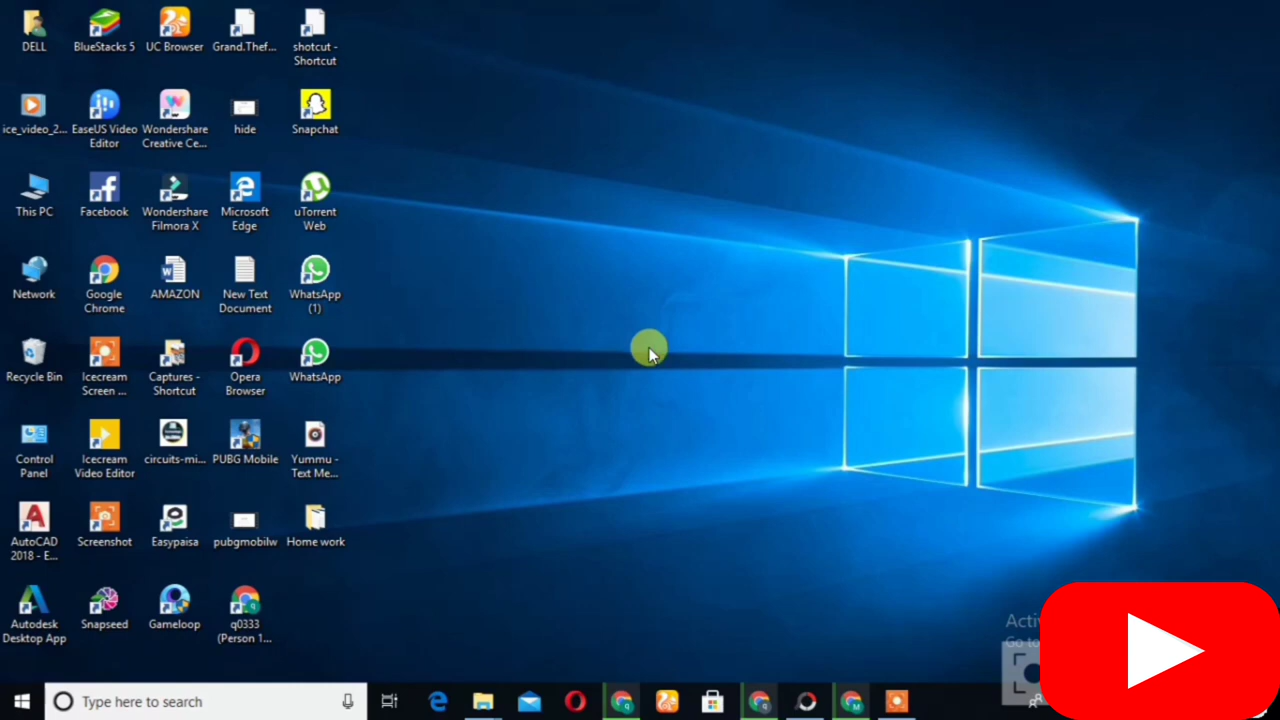 DELL
BlueStacks 5
UC Browser
Grand.Thef...
shotcut -
Shortcut
ice_video_2...
EaseUS Video
Editor
Wondershare
Creative Ce...
hide
Snapchat
This PC
Facebook
Wondershare
Filmora X
Microsoft
Edge
uTorrent
Web
Network
Google
Chrome
AMAZON
New Text
Document
WhatsApp
(1)
Recycle Bin
Icecream
Screen ...
Captures -
Shortcut
Opera
Browser
WhatsApp
Control
Panel
Icecream
Video Editor
circuits-mi...
PUBG Mobile
Yummu -
Text Me...
AutoCAD
2018 - E...
Screenshot
Easypaisa
pubgmobilw
Home work
Autodesk
Desktop App
Snapseed
Gameloop
q0333
(Person 1...
Activ
Go to
Type here to search